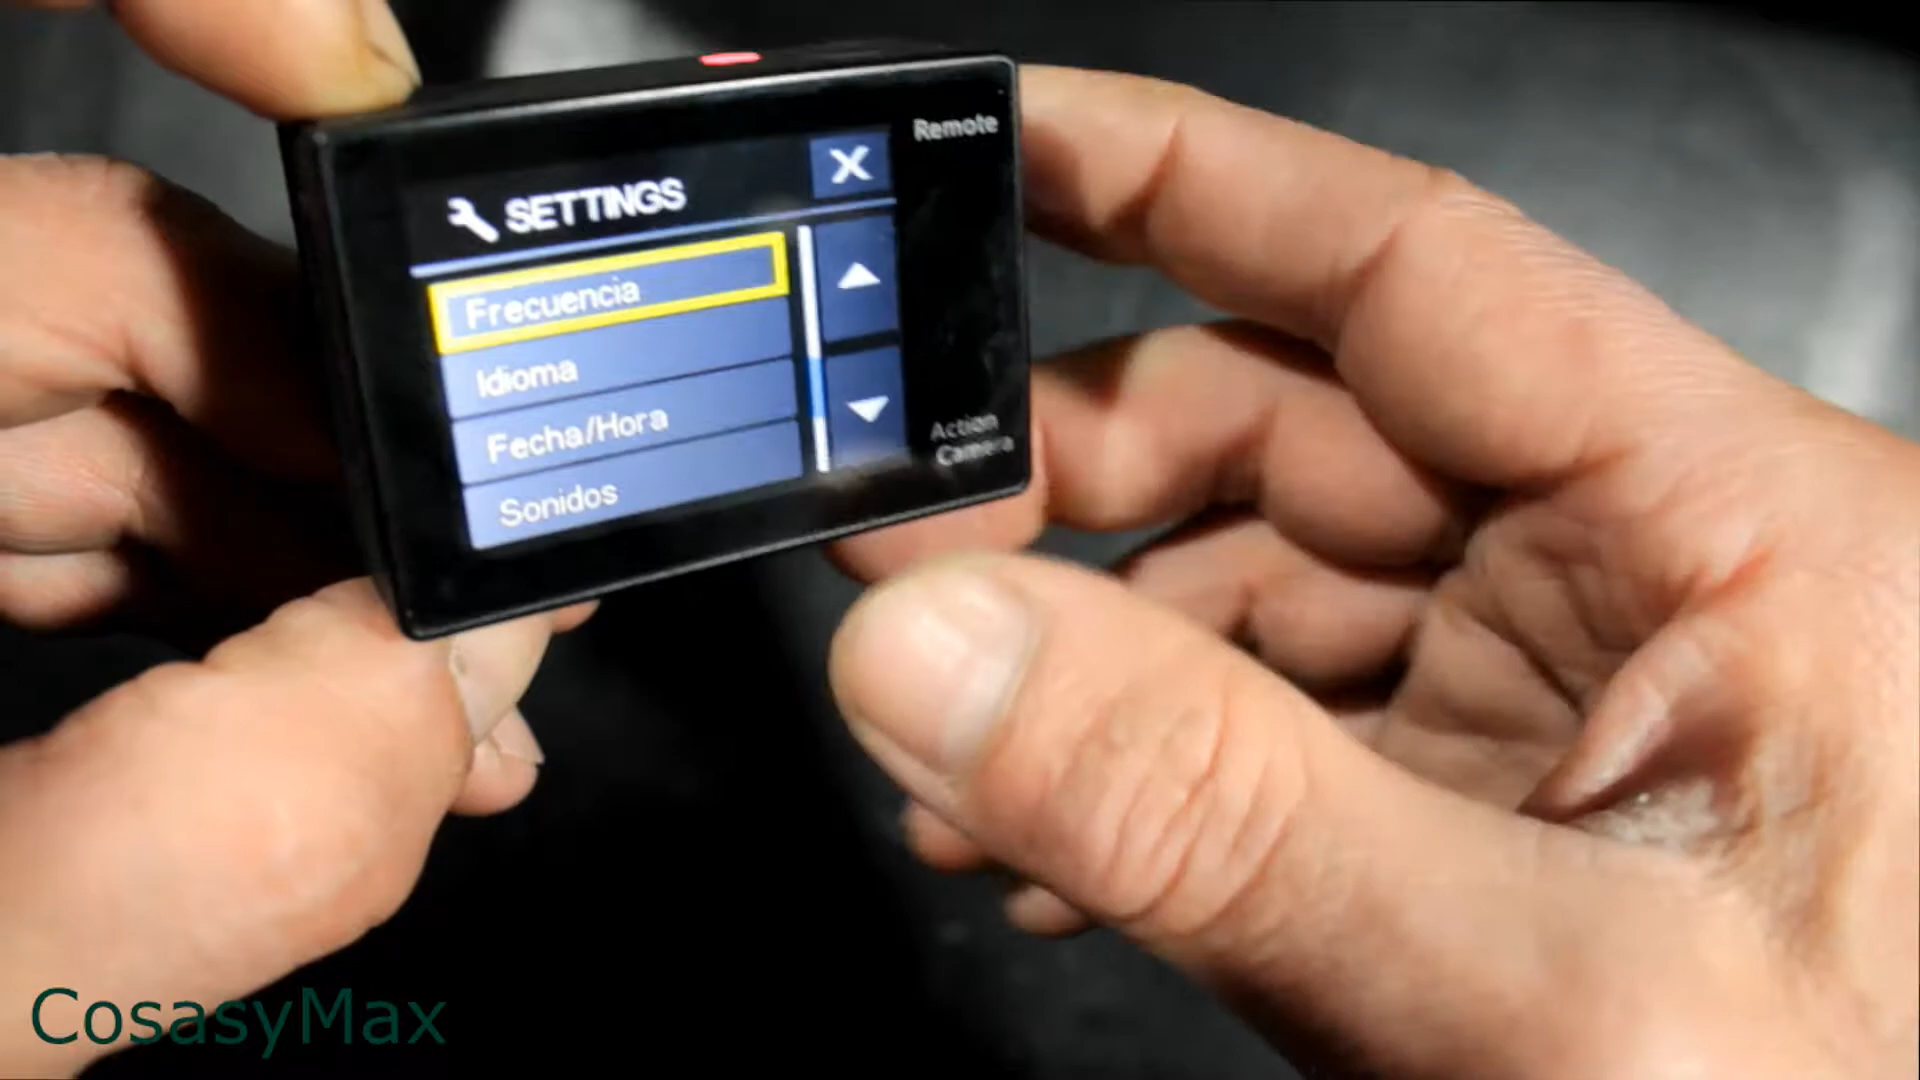 Remote
SETTINGS
X
Frecuencia
Idioma
Fecha/Hora
Sonidos
Action
Camera
CosasyMax